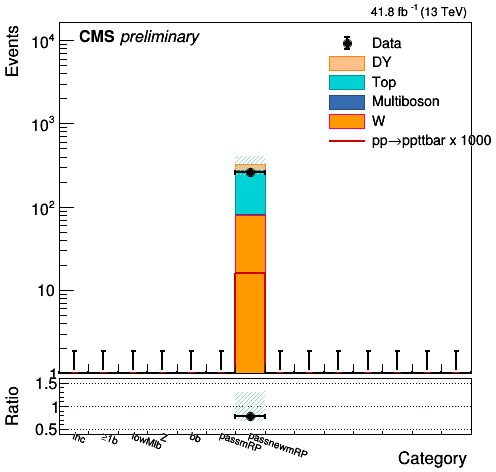 41.8 fb⁻¹ (13 TeV)
CMS preliminary
Events
10⁴
10³
10²
10
1
Data
DY
Top
Multiboson
W
pp→ppttbar x 1000
Ratio
1.5
1
0.5
inc
≥1b
lowMlb
Z
bb
passmRP
passnewmRP
Category